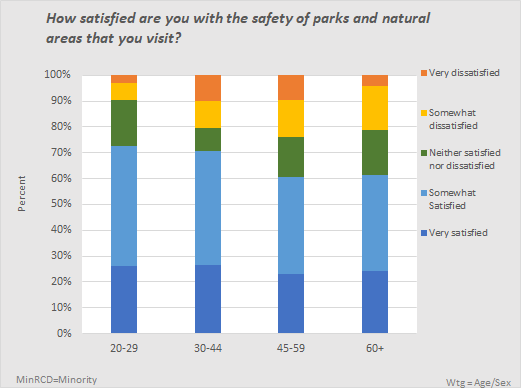 How satisfied are you with the safety of parks and natural
areas that you visit?
100%
90%
80%
70%
60%
50%
40%
30%
20%
10%
0%
Percent
20-29
30-44
45-59
60+
Very dissatisfied
Somewhat
dissatisfied
Neither satisfied
nor dissatisfied
Somewhat
Satisfied
Very satisfied
MinRCD=Minority
Wtg = Age/Sex